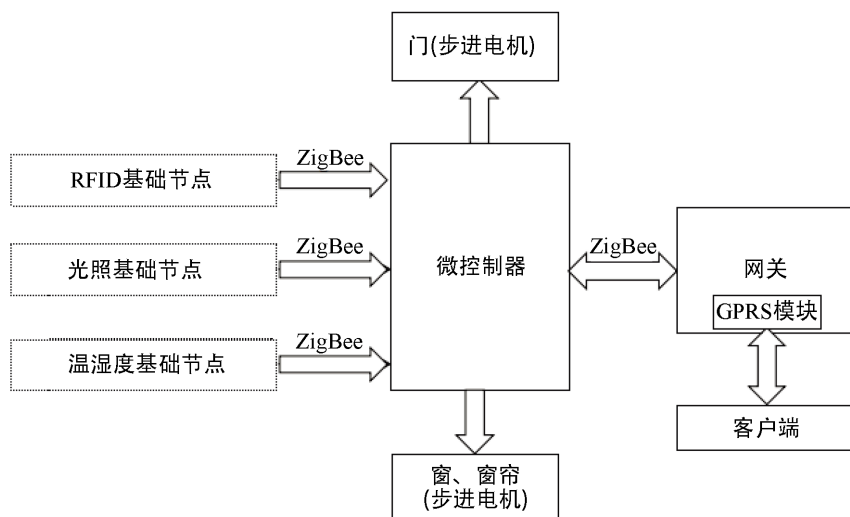 门(步进电机)
ZigBee
RFID基础节点
ZigBee
光照基础节点
ZigBee
温湿度基础节点
微控制器
ZigBee
网关
GPRS模块
客户端
窗、窗帘
(步进电机)